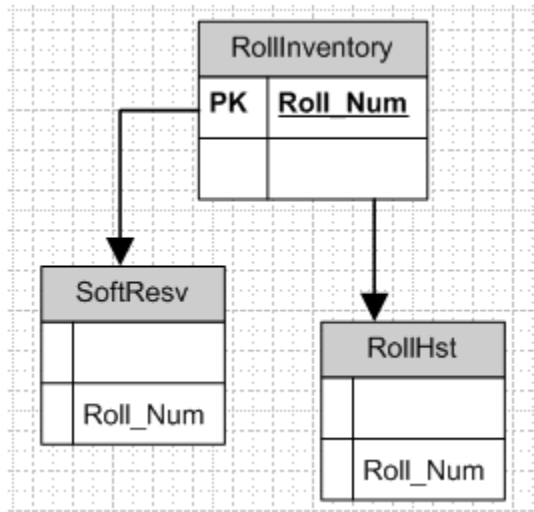 RollInventory
PK Roll_Num
SoftResv
Roll_Num
RollHst
Roll_Num